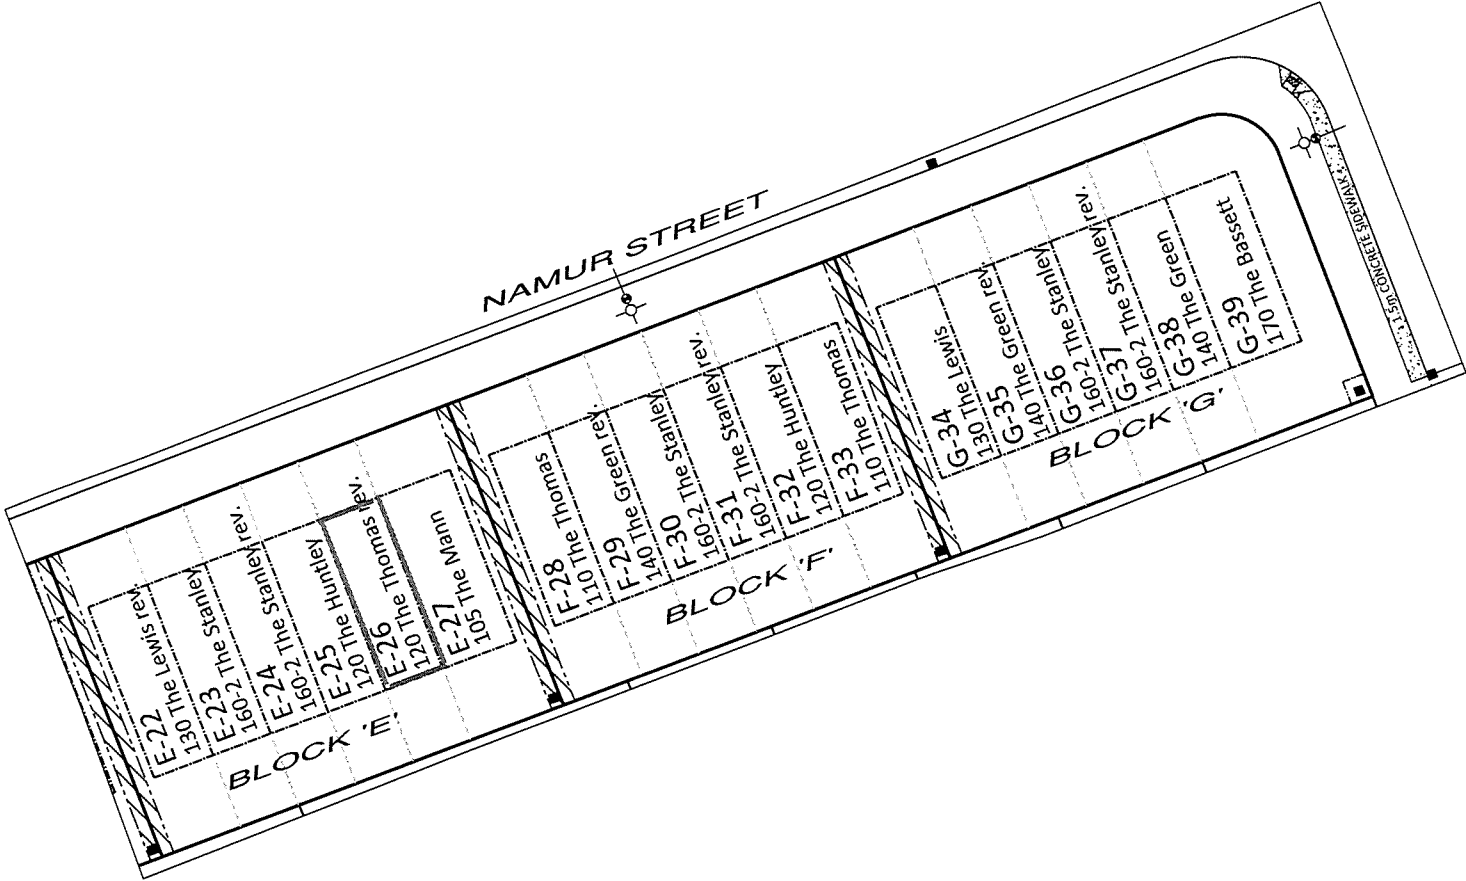 NAMUR STREET
E-22
130 The Lewis rev.
E-23
160-2 The Stanley
E-24
160-2 The Stanley rev.
E-25
120 The Huntley
E-26
120 The Thomas rev.
E-27
105 The Mann
BLOCK 'E'
F-28
110 The Thomas
F-29
140 The Green rev.
F-30
160-2 The Stanley
F-31
160-2 The Stanley rev.
F-32
120 The Huntley
F-33
110 The Thomas
BLOCK 'F'
G-34
130 The Lewis
G-35
140 The Green rev.
G-36
160-2 The Stanley
G-37
160-2 The Stanley rev.
G-38
140 The Green
G-39
170 The Bassett
BLOCK 'G'
1.5m CONCRETE SIDEWALK